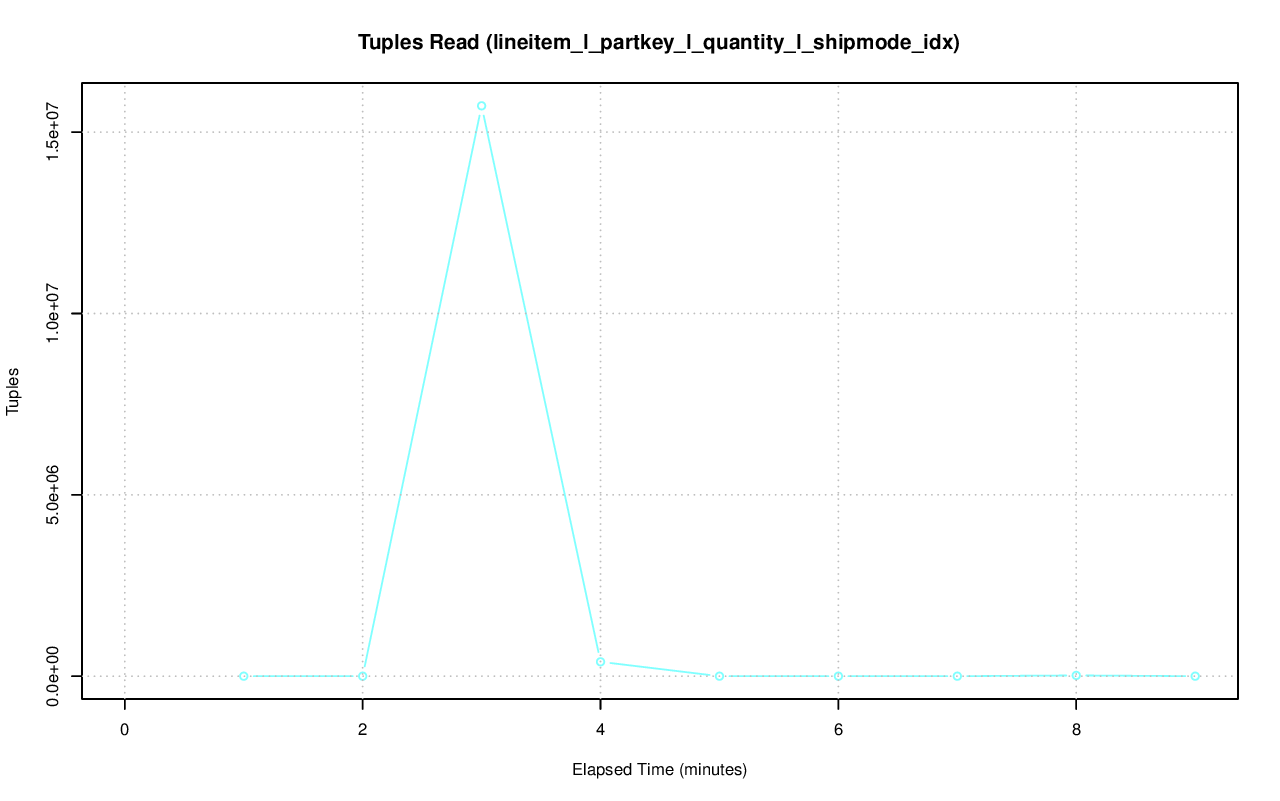 Tuples Read (lineitem_l_partkey_l_quantity_l_shipmode_idx)
1.5e+07
1.0e+07
5.0e+06
0.0e+00
Tuples
0 2 4 6 8
Elapsed Time (minutes)